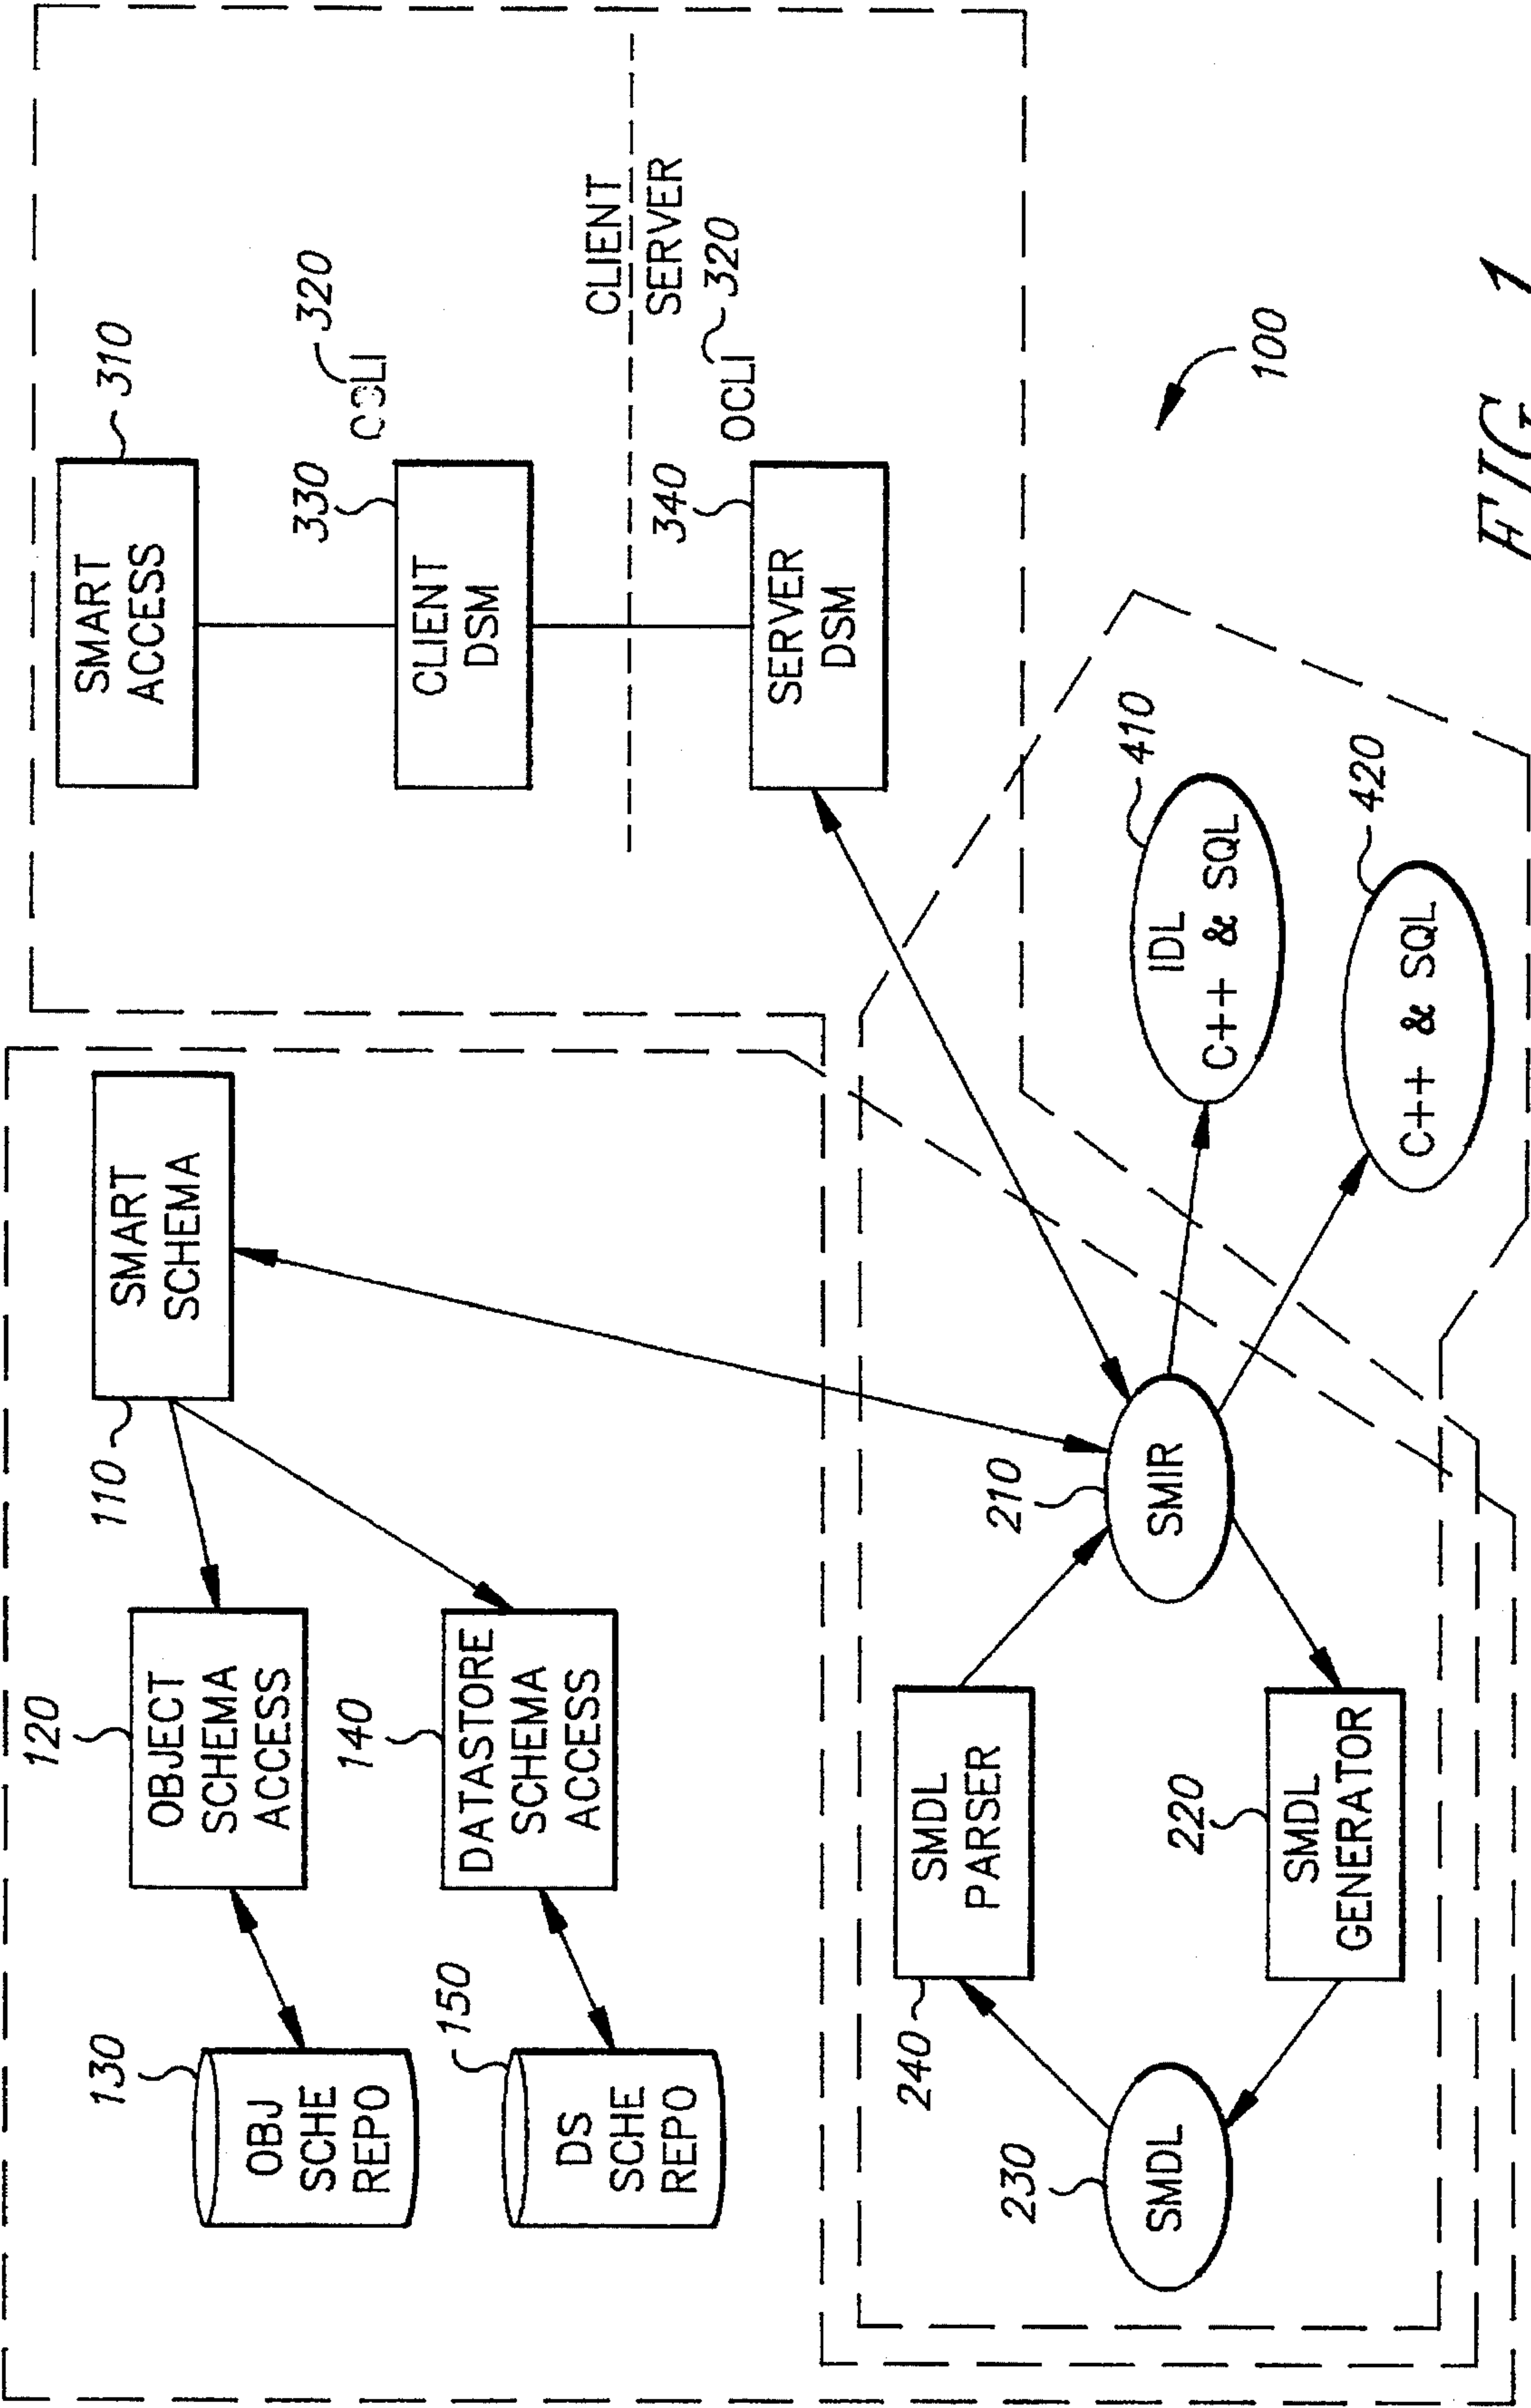 130
OBJ
SCHE
REPO
120
OBJECT
SCHEMA
ACCESS
110
SMART
SCHEMA
150
DS
SCHE
REPO
140
DATASTORE
SCHEMA
ACCESS
310
SMART
ACCESS
320
330
CLIENT
DSM
CLIENT
SERVER
320
OCLI
340
SERVER
DSM
240
SMDL
PARSER
230
SMDL
220
SMDL
GENERATOR
210
SMIR
410
IDL
C++ & SQL
420
C++ & SQL
100
FIG. 1